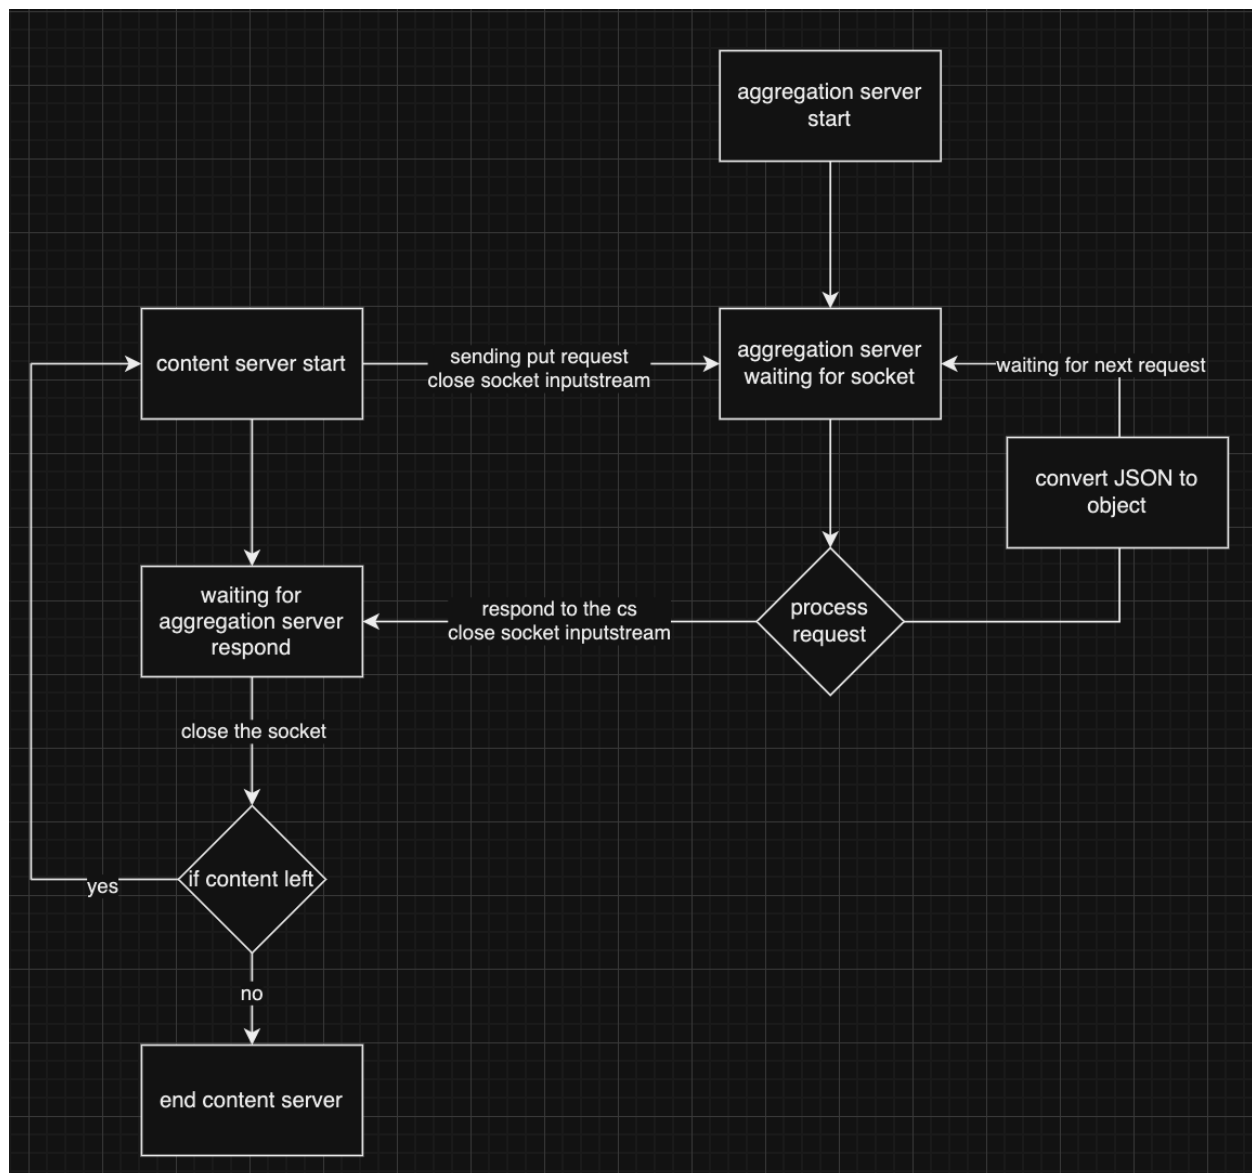 aggregation server
start
content server start
sending put request
close socket inputstream
aggregation server
waiting for socket
waiting for next request
convert JSON to
object
waiting for
aggregation server
respond
respond to the cs
close socket inputstream
process
request
close the socket
if content left
yes
no
end content server